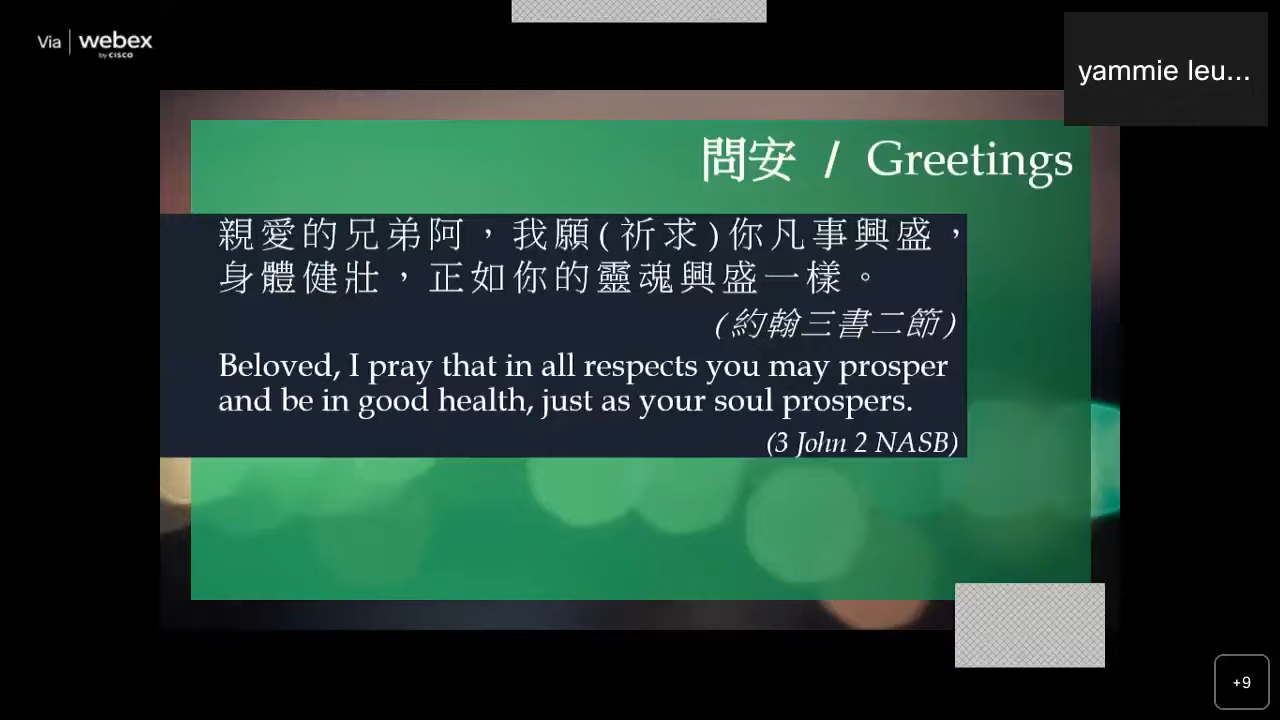 Via | webex
by CISCO
yammie leu...
問安 / Greetings
親愛的兄弟阿，我願(祈求)你凡事興盛，
身體健壯，正如你的靈魂興盛一樣。
(約翰三書二節)
Beloved, I pray that in all respects you may prosper
and be in good health, just as your soul prospers.
(3 John 2 NASB)
+9